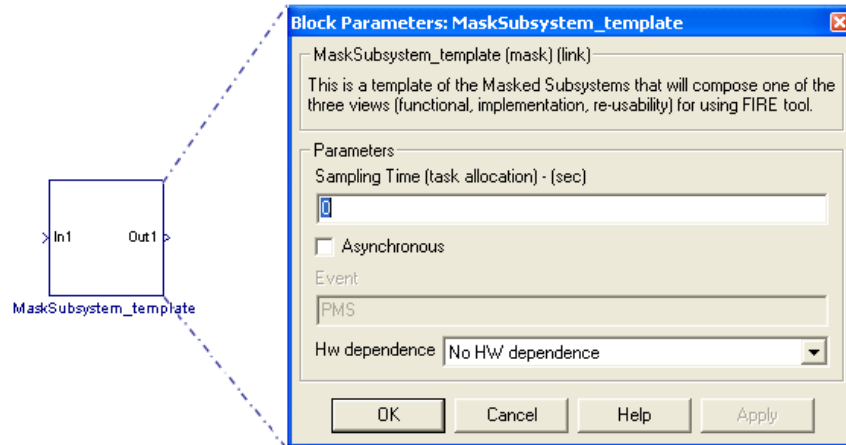 Block Parameters: MaskSubsystem_template
MaskSubsystem_template (mask) (link)
This is a template of the Masked Subsystems that will compose one of the
three views (functional, implementation, re-usability) for using FIRE tool.
Parameters
Sampling Time (task allocation) - (sec)
0
Asynchronous
Event
PMS
Hw dependence No HW dependence
OK Cancel Help Apply
In1 Out1
MaskSubsystem_template